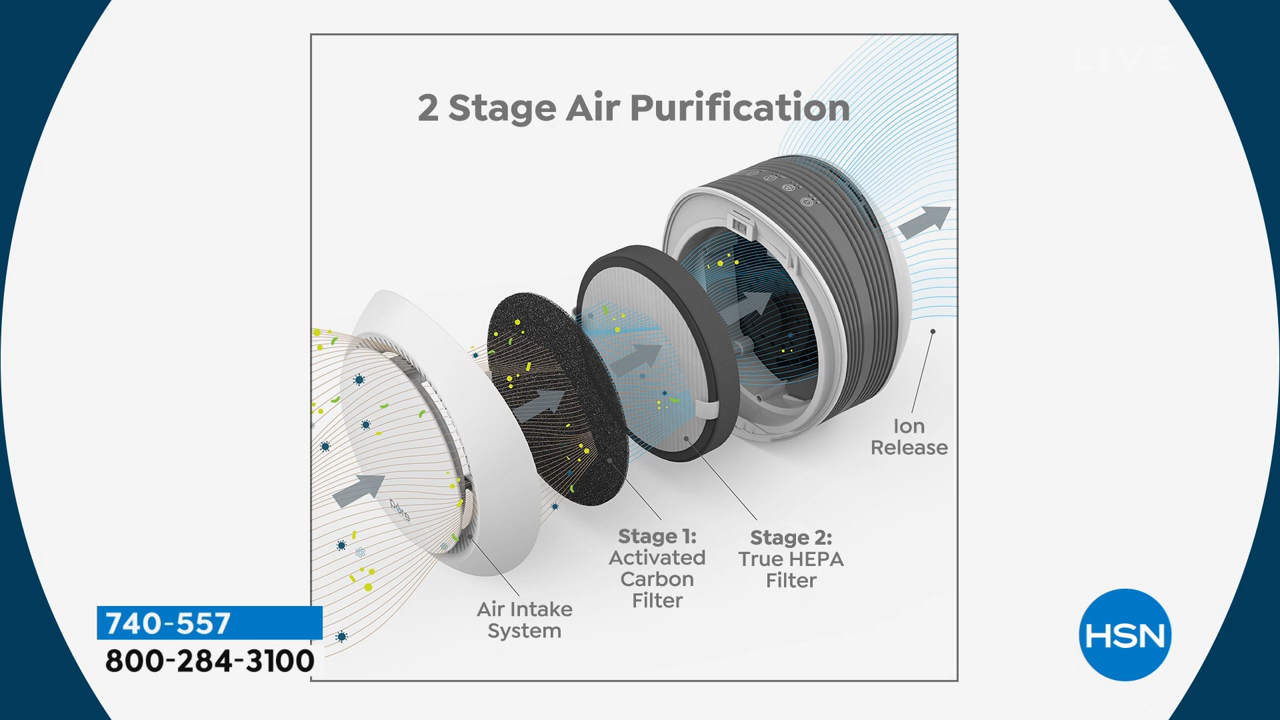 LIVE
2 Stage Air Purification
Ion
Release
Stage 1:
Activated
Carbon
Filter
Stage 2:
True HEPA
Filter
Air Intake
System
740-557
800-284-3100
HSN